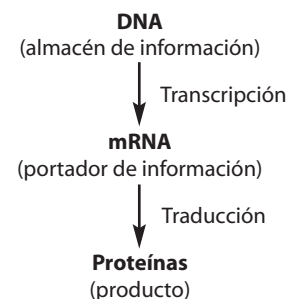 DNA
(almacén de información)
Transcripción
mRNA
(portador de información)
Traducción
Proteínas
(producto)